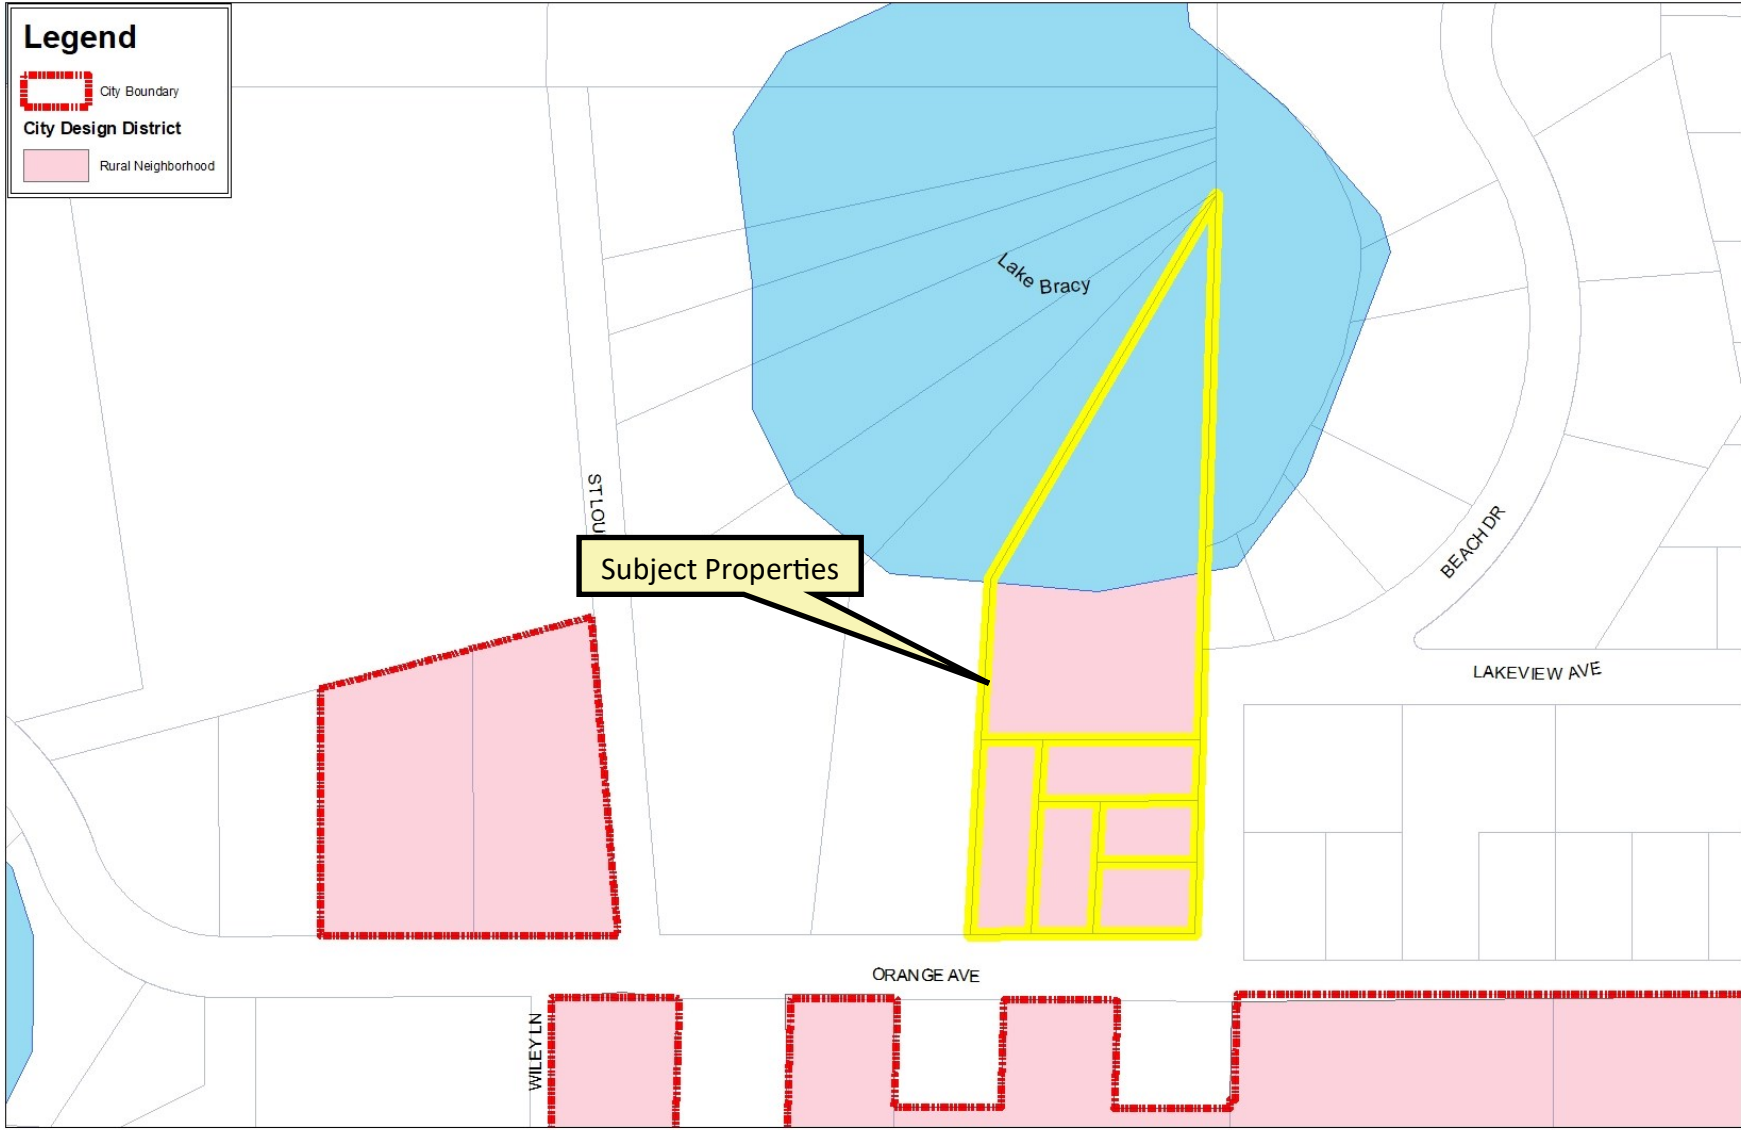 Legend
City Boundary
City Design District
Rural Neighborhood
Lake Bracy
ST LOU
Subject Properties
BEACH DR
LAKEVIEW AVE
ORANGE AVE
WILEY LN